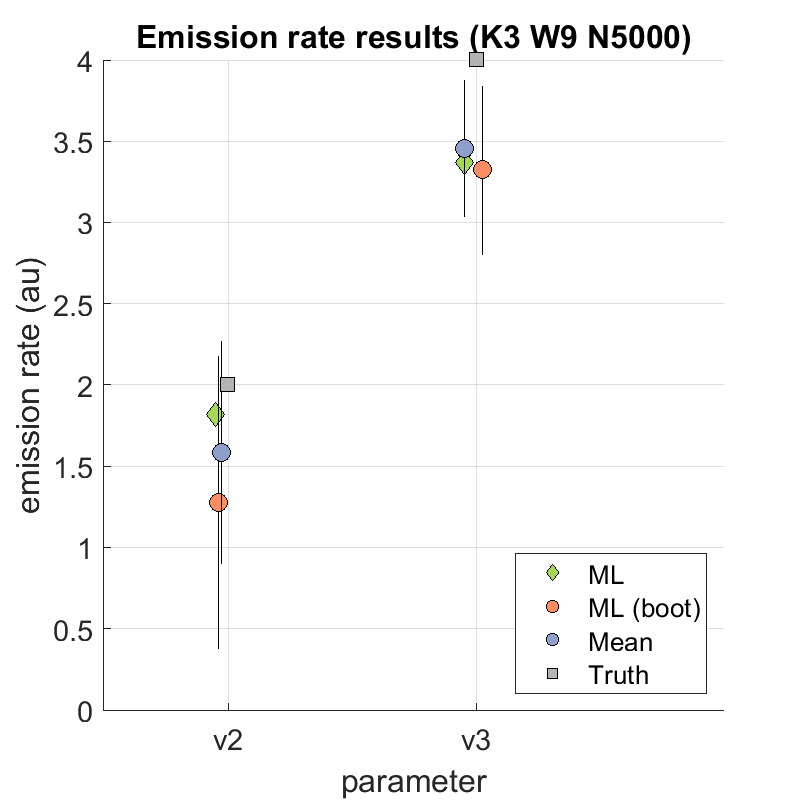 Emission rate results (K3 W9 N5000)
4
3.5
3
2.5
2
1.5
1
0.5
0
emission rate (au)
v2 v3
parameter
ML
ML (boot)
Mean
Truth